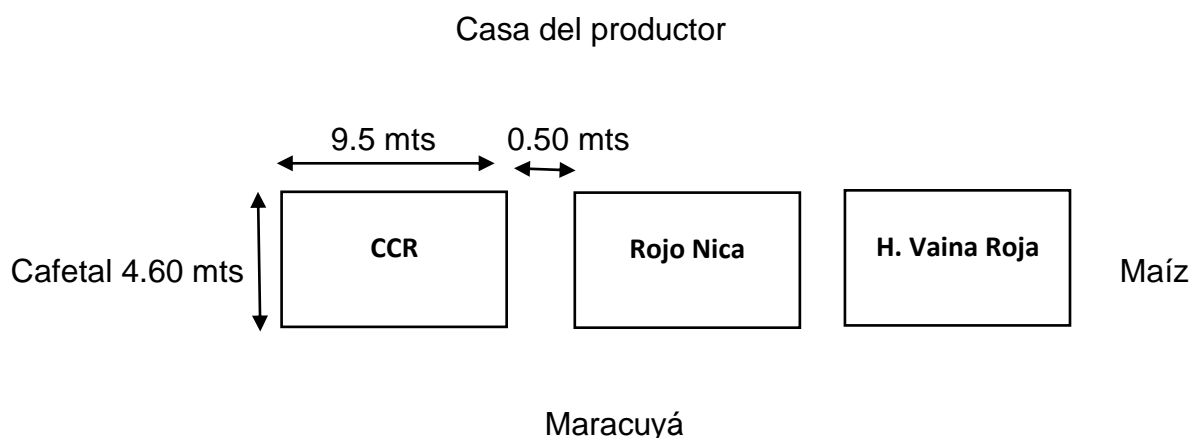 Casa del productor
9.5 mts
0.50 mts
CCR
Rojo Nica
H. Vaina Roja
Cafetal 4.60 mts
Maíz
Maracuyá